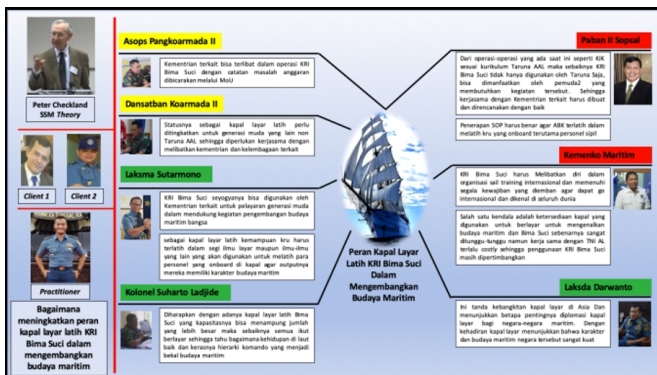 Peter Checkland
SSM Theory
Client 1
Client 2
Practitioner
Bagaimana
meningkatkan peran
kapal layar latih KRI
Bima Suci dalam
mengembangkan
budaya maritim
Asops Pangkoarmada II
Kementrian terkait bisa terlibat dalam operasi KRI
Bima Suci dengan catatan masalah anggaran
dibicarakan melalui MoU
Dansatban Koarmada II
Statusnya sebagai kapal layar latih perlu
ditingkatkan untuk generasi muda yang lain non
Taruna AAL sehingga diperlukan kerjasama dengan
melibatkan kementrian dan kelembagaan terkait
Laksma Sutarmono
KRI Bima Suci seyogyanya bisa digunakan oleh
Kementrian terkait untuk pelayaran generasi muda
dalam mendukung kegiatan pengembangan budaya
maritim bangsa
sebagai kapal layar latih kemampuan kru harus
terlatih dalam segi ilmu layar maupun ilmu-ilmu
yang lain yang akan digunakan untuk melatih para
personel yang onboard di kapal agar outputnya
mereka memiliki karakter budaya maritim
Kolonel Suharto Ladjide
Diharapkan dengan adanya kapal layar latih Bima
Suci yang kapasitasnya bisa menampung jumlah
yang lebih besar maka sebaiknya semua ikut
berlayar sehingga tahu bagaimana kehidupan di laut
baik dan kerasnya hierarki komando yang menjadi
bekal budaya maritim
Peran Kapal Layar
Latih KRI Bima Suci
Dalam
Mengembangkan
Budaya Maritim
Paban II Sopsal
Dari operasi-operasi yang ada saat ini seperti KJK
sesuai kurikulum Taruna AAL maka sebaiknya KRI
Bima Suci tidak hanya digunakan oleh Taruna Saja,
bisa dimanfaatkan oleh pemuda2 yang
membutuhkan kegiatan tersebut. Sehingga
kerjasama dengan Kementrian terkait harus dibuat
dan direncanakan dengan baik
Penerapan SOP harus benar agar ABK terlatih dalam
melatih kru yang onboard terutama personel sipil
Kemenko Maritim
KRI Bima Suci harus Melibatkan diri dalam
organisasi sail training internasional dan memenuhi
segala kewajiban yang diemban agar dapat go
internasional dan dikenal di seluruh dunia
Salah satu kendala adalah ketersediaan kapal yang
digunakan untuk berlayar untuk mengenalkan
budaya maritim dan Bima Suci sebenarnya sangat
ditunggu-tunggu namun kerja sama dengan TNI AL
terlalu costly sehingga penggunaan KRI Bima Suci
masih dipertimbangkan
Laksda Darwanto
Ini tanda kebangkitan kapal layar di Asia Dan
menunjukkan betapa pentingnya diplomasi kapal
layar bagi negara-negara maritim. Dengan
kehadiran kapal layar menunjukkan bahwa karakter
dan budaya maritim negara tersebut sangat kuat